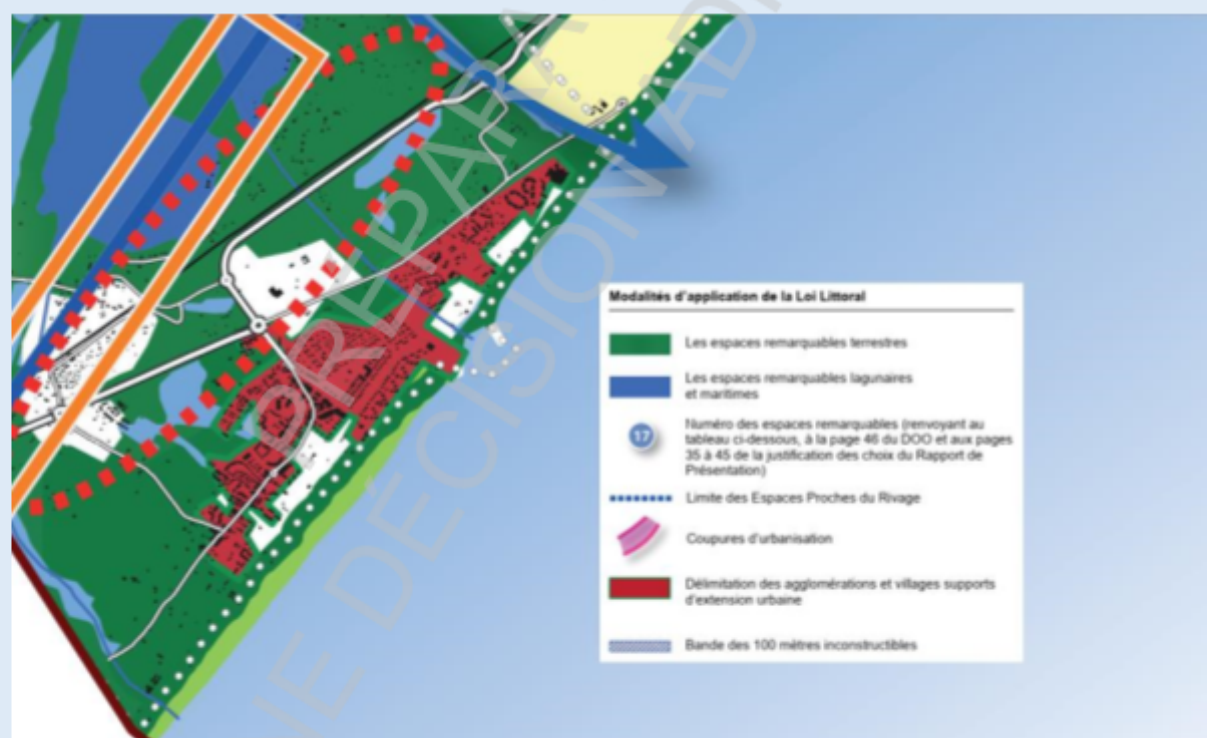 PREPARA
NE DÉCISIONADI
Modalités d'application de la Loi Littoral
Les espaces remarquables terrestres
Les espaces remarquables lagunaires
et maritimes
17
Numéro des espaces remarquables (renvoyant au
tableau ci-dessous, à la page 46 du DOO et aux pages
35 à 45 de la justification des choix du Rapport de
Présentation)
Limite des Espaces Proches du Rivage
Coupures d'urbanisation
Délimitation des agglomérations et villages supports
d'extension urbaine
Bande des 100 mètres inconstructibles